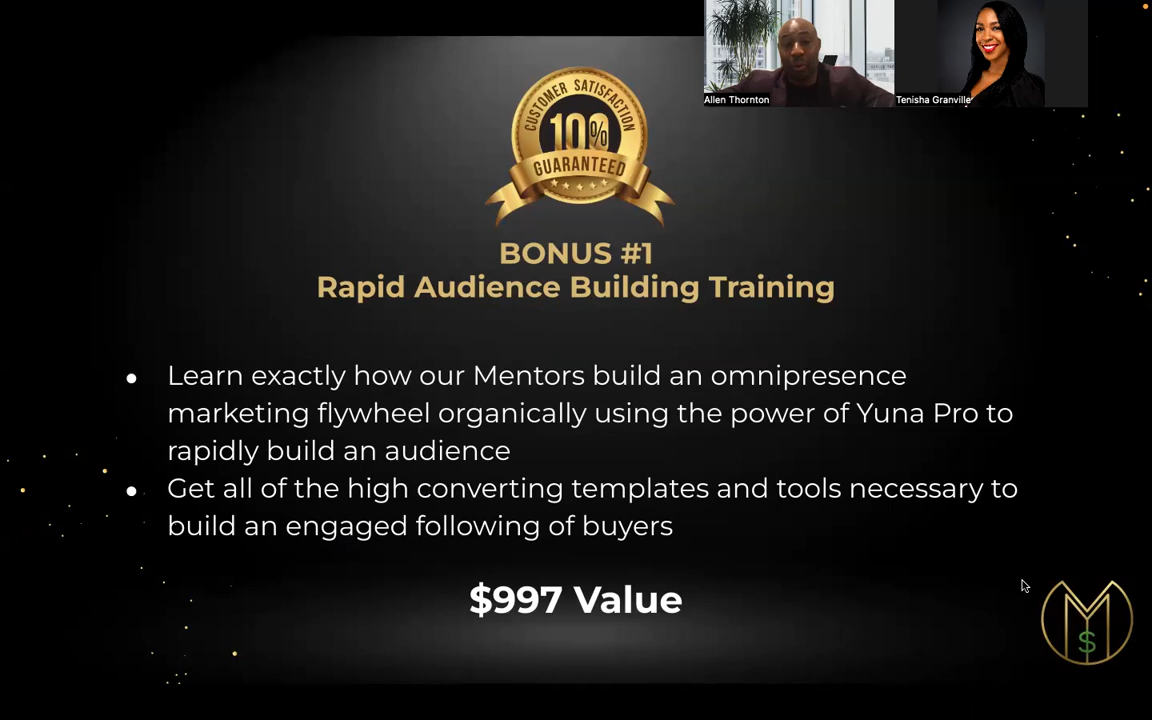 Allen Thornton
Tenisha Granville
CUSTOMER SATISFACTION
100%
GUARANTEED
BONUS #1
Rapid Audience Building Training
● Learn exactly how our Mentors build an omnipresence
marketing flywheel organically using the power of Yuna Pro to
rapidly build an audience
● Get all of the high converting templates and tools necessary to
build an engaged following of buyers
$997 Value
M
$